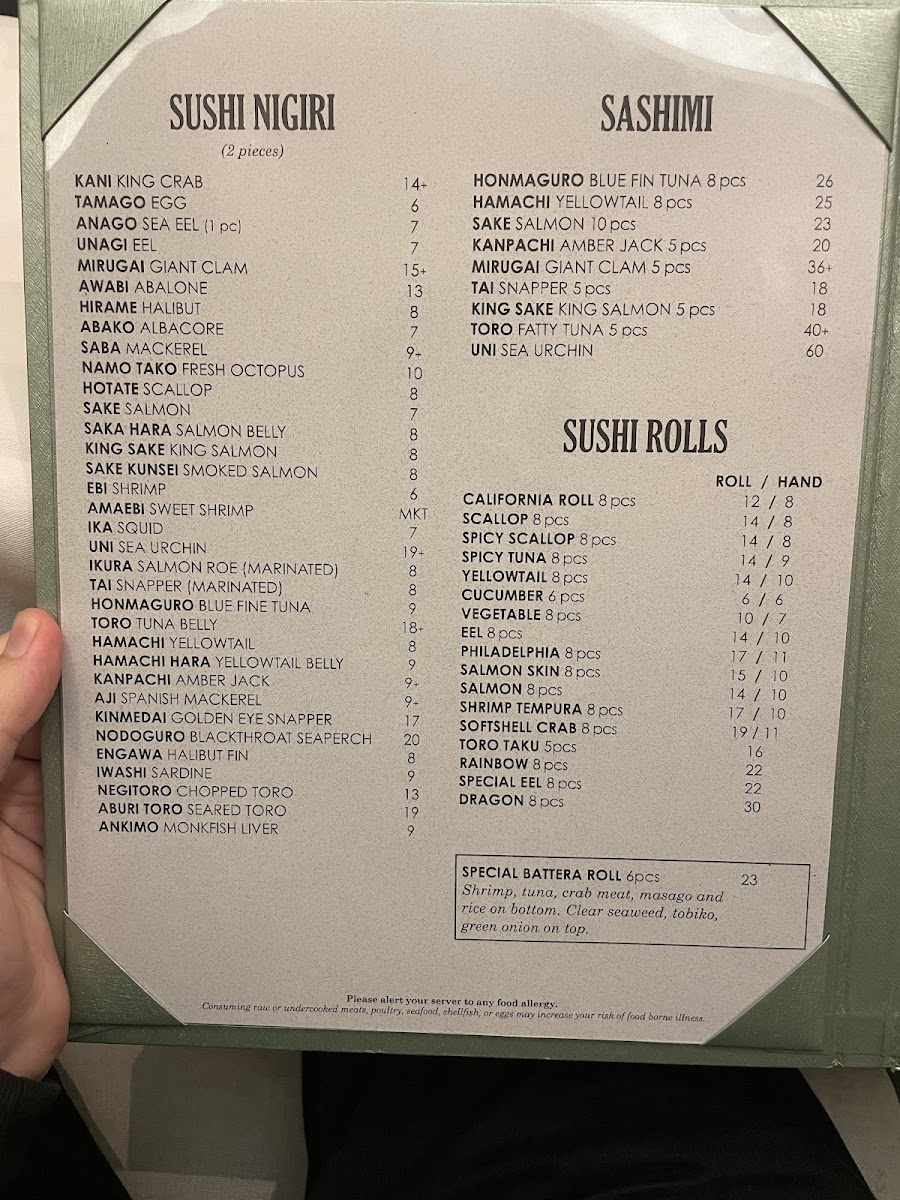 SUSHI NIGIRI
(2 pieces)
KANI KING CRAB 14+
TAMAGO EGG 6
ANAGO SEA EEL (1 pc) 7
UNAGI EEL 7
MIRUGAI GIANT CLAM 15+
AWABI ABALONE 13
HIRAME HALIBUT 8
ABAKO ALBACORE 7
SABA MACKEREL 9+
NAMO TAKO FRESH OCTOPUS 10
HOTATE SCALLOP 8
SAKE SALMON 7
SAKA HARA SALMON BELLY 8
KING SAKE KING SALMON 8
SAKE KUNSEI SMOKED SALMON 8
EBI SHRIMP 6
AMAEBI SWEET SHRIMP MKT
IKA SQUID 7
UNI SEA URCHIN 19+
IKURA SALMON ROE (MARINATED) 8
TAI SNAPPER (MARINATED) 8
HONMAGURO BLUE FINE TUNA 9
TORO TUNA BELLY 18+
HAMACHI YELLOWTAIL 8
HAMACHI HARA YELLOWTAIL BELLY 9
KANPACHI AMBER JACK 9+
AJI SPANISH MACKEREL 9+
KINMEDAI GOLDEN EYE SNAPPER 17
NODOGURO BLACKTHROAT SEAPERCH 20
ENGAWA HALIBUT FIN 8
IWASHI SARDINE 9
NEGITORO CHOPPED TORO 13
ABURI TORO SEARED TORO 19
ANKIMO MONKFISH LIVER 9
SASHIMI
HONMAGURO BLUE FIN TUNA 8 pcs 26
HAMACHI YELLOWTAIL 8 pcs 25
SAKE SALMON 10 pcs 23
KANPACHI AMBER JACK 5 pcs 20
MIRUGAI GIANT CLAM 5 pcs 36+
TAI SNAPPER 5 pcs 18
KING SAKE KING SALMON 5 pcs 18
TORO FATTY TUNA 5 pcs 40+
UNI SEA URCHIN 60
SUSHI ROLLS
ROLL / HAND
CALIFORNIA ROLL 8 pcs 12 / 8
SCALLOP 8 pcs 14 / 8
SPICY SCALLOP 8 pcs 14 / 8
SPICY TUNA 8 pcs 14 / 9
YELLOWTAIL 8 pcs 14 / 10
CUCUMBER 6 pcs 6 / 6
VEGETABLE 8 pcs 10 / 7
EEL 8 pcs 14 / 10
PHILADELPHIA 8 pcs 17 / 11
SALMON SKIN 8 pcs 15 / 10
SALMON 8 pcs 14 / 10
SHRIMP TEMPURA 8 pcs 17 / 10
SOFTSHELL CRAB 8 pcs 19 / 11
TORO TAKU 5pcs 16
RAINBOW 8 pcs 22
SPECIAL EEL 8 pcs 22
DRAGON 8 pcs 30
SPECIAL BATTERA ROLL 6pcs 23
Shrimp, tuna, crab meat, masago and
rice on bottom. Clear seaweed, tobiko,
green onion on top.
Please alert your server to any food allergy.
Consuming raw or undercooked meats, poultry, seafood, shellfish, or eggs may increase your risk of food borne illness.